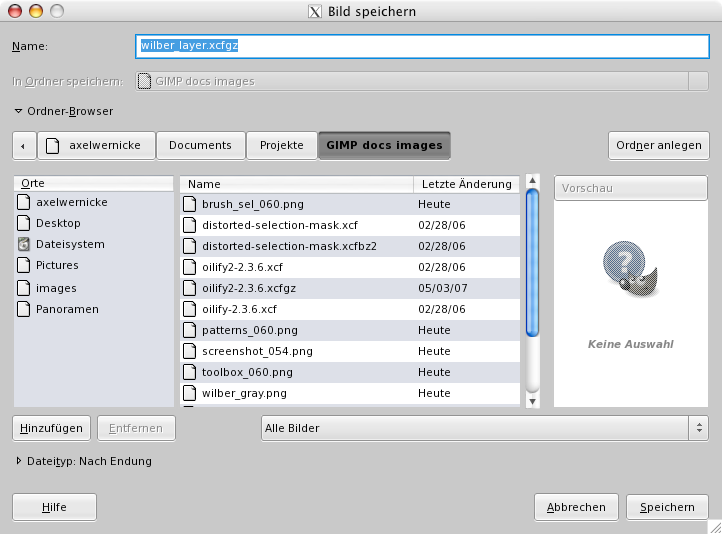 Bild speichern
Name: wilber_layer.xcfgz
In Ordner speichern: GIMP docs images
Ordner-Browser
axelwernicke Documents Projekte GIMP docs images Ordner anlegen
Orte Name Letzte Änderung Vorschau
axelwernicke brush_sel_060.png Heute
Desktop distorted-selection-mask.xcf 02/28/06
Dateisystem distorted-selection-mask.xcfbz2 02/28/06
Pictures oilify2-2.3.6.xcf 02/28/06
images oilify2-2.3.6.xcfgz 05/03/07
Panoramen oilify-2.3.6.xcf 02/28/06
patterns_060.png Heute
screenshot_054.png Heute Keine Auswahl
toolbox_060.png Heute
wilber_gray.png Heute
Hinzufügen Entfernen Alle Bilder
Dateityp: Nach Endung
Hilfe Abbrechen Speichern